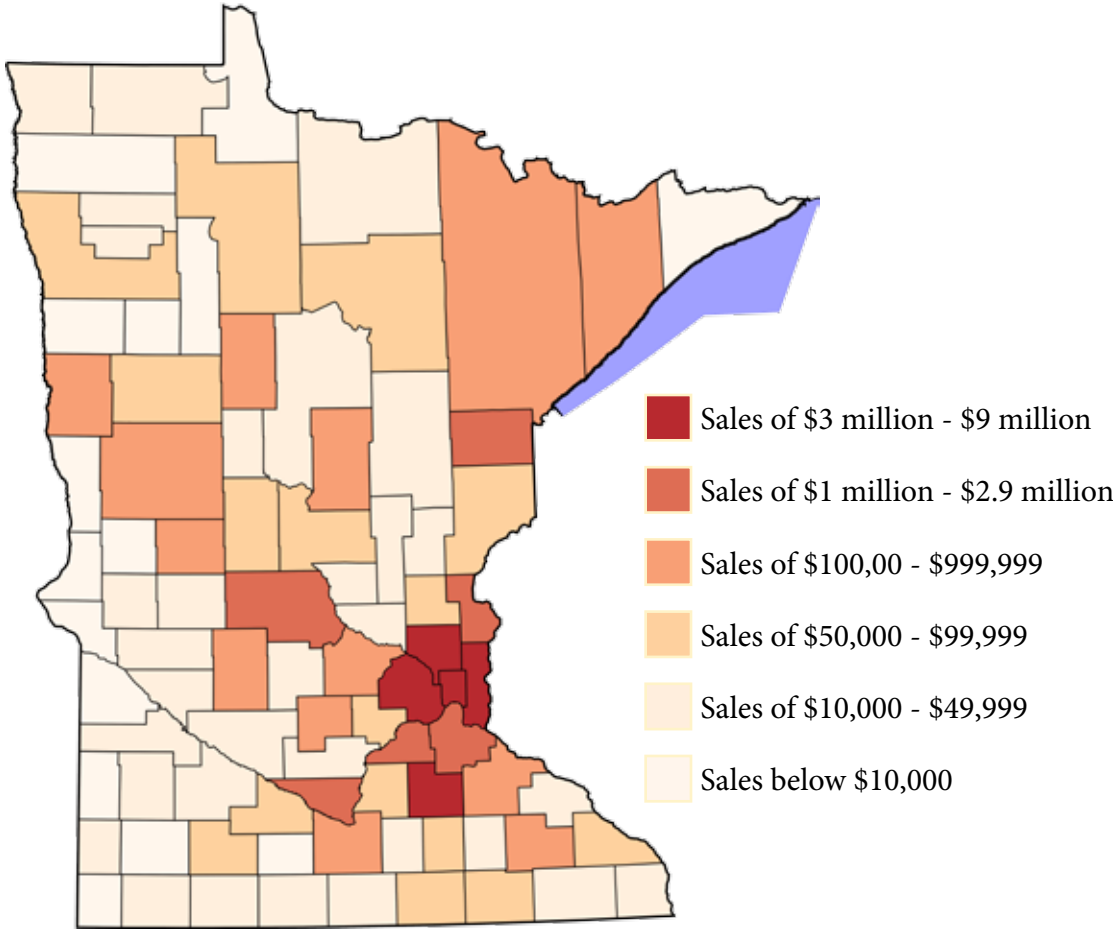 Sales of $3 million - $9 million
Sales of $1 million - $2.9 million
Sales of $100,00 - $999,999
Sales of $50,000 - $99,999
Sales of $10,000 - $49,999
Sales below $10,000